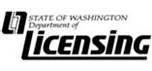 STATE OF WASHINGTON
Department of
LICENSING